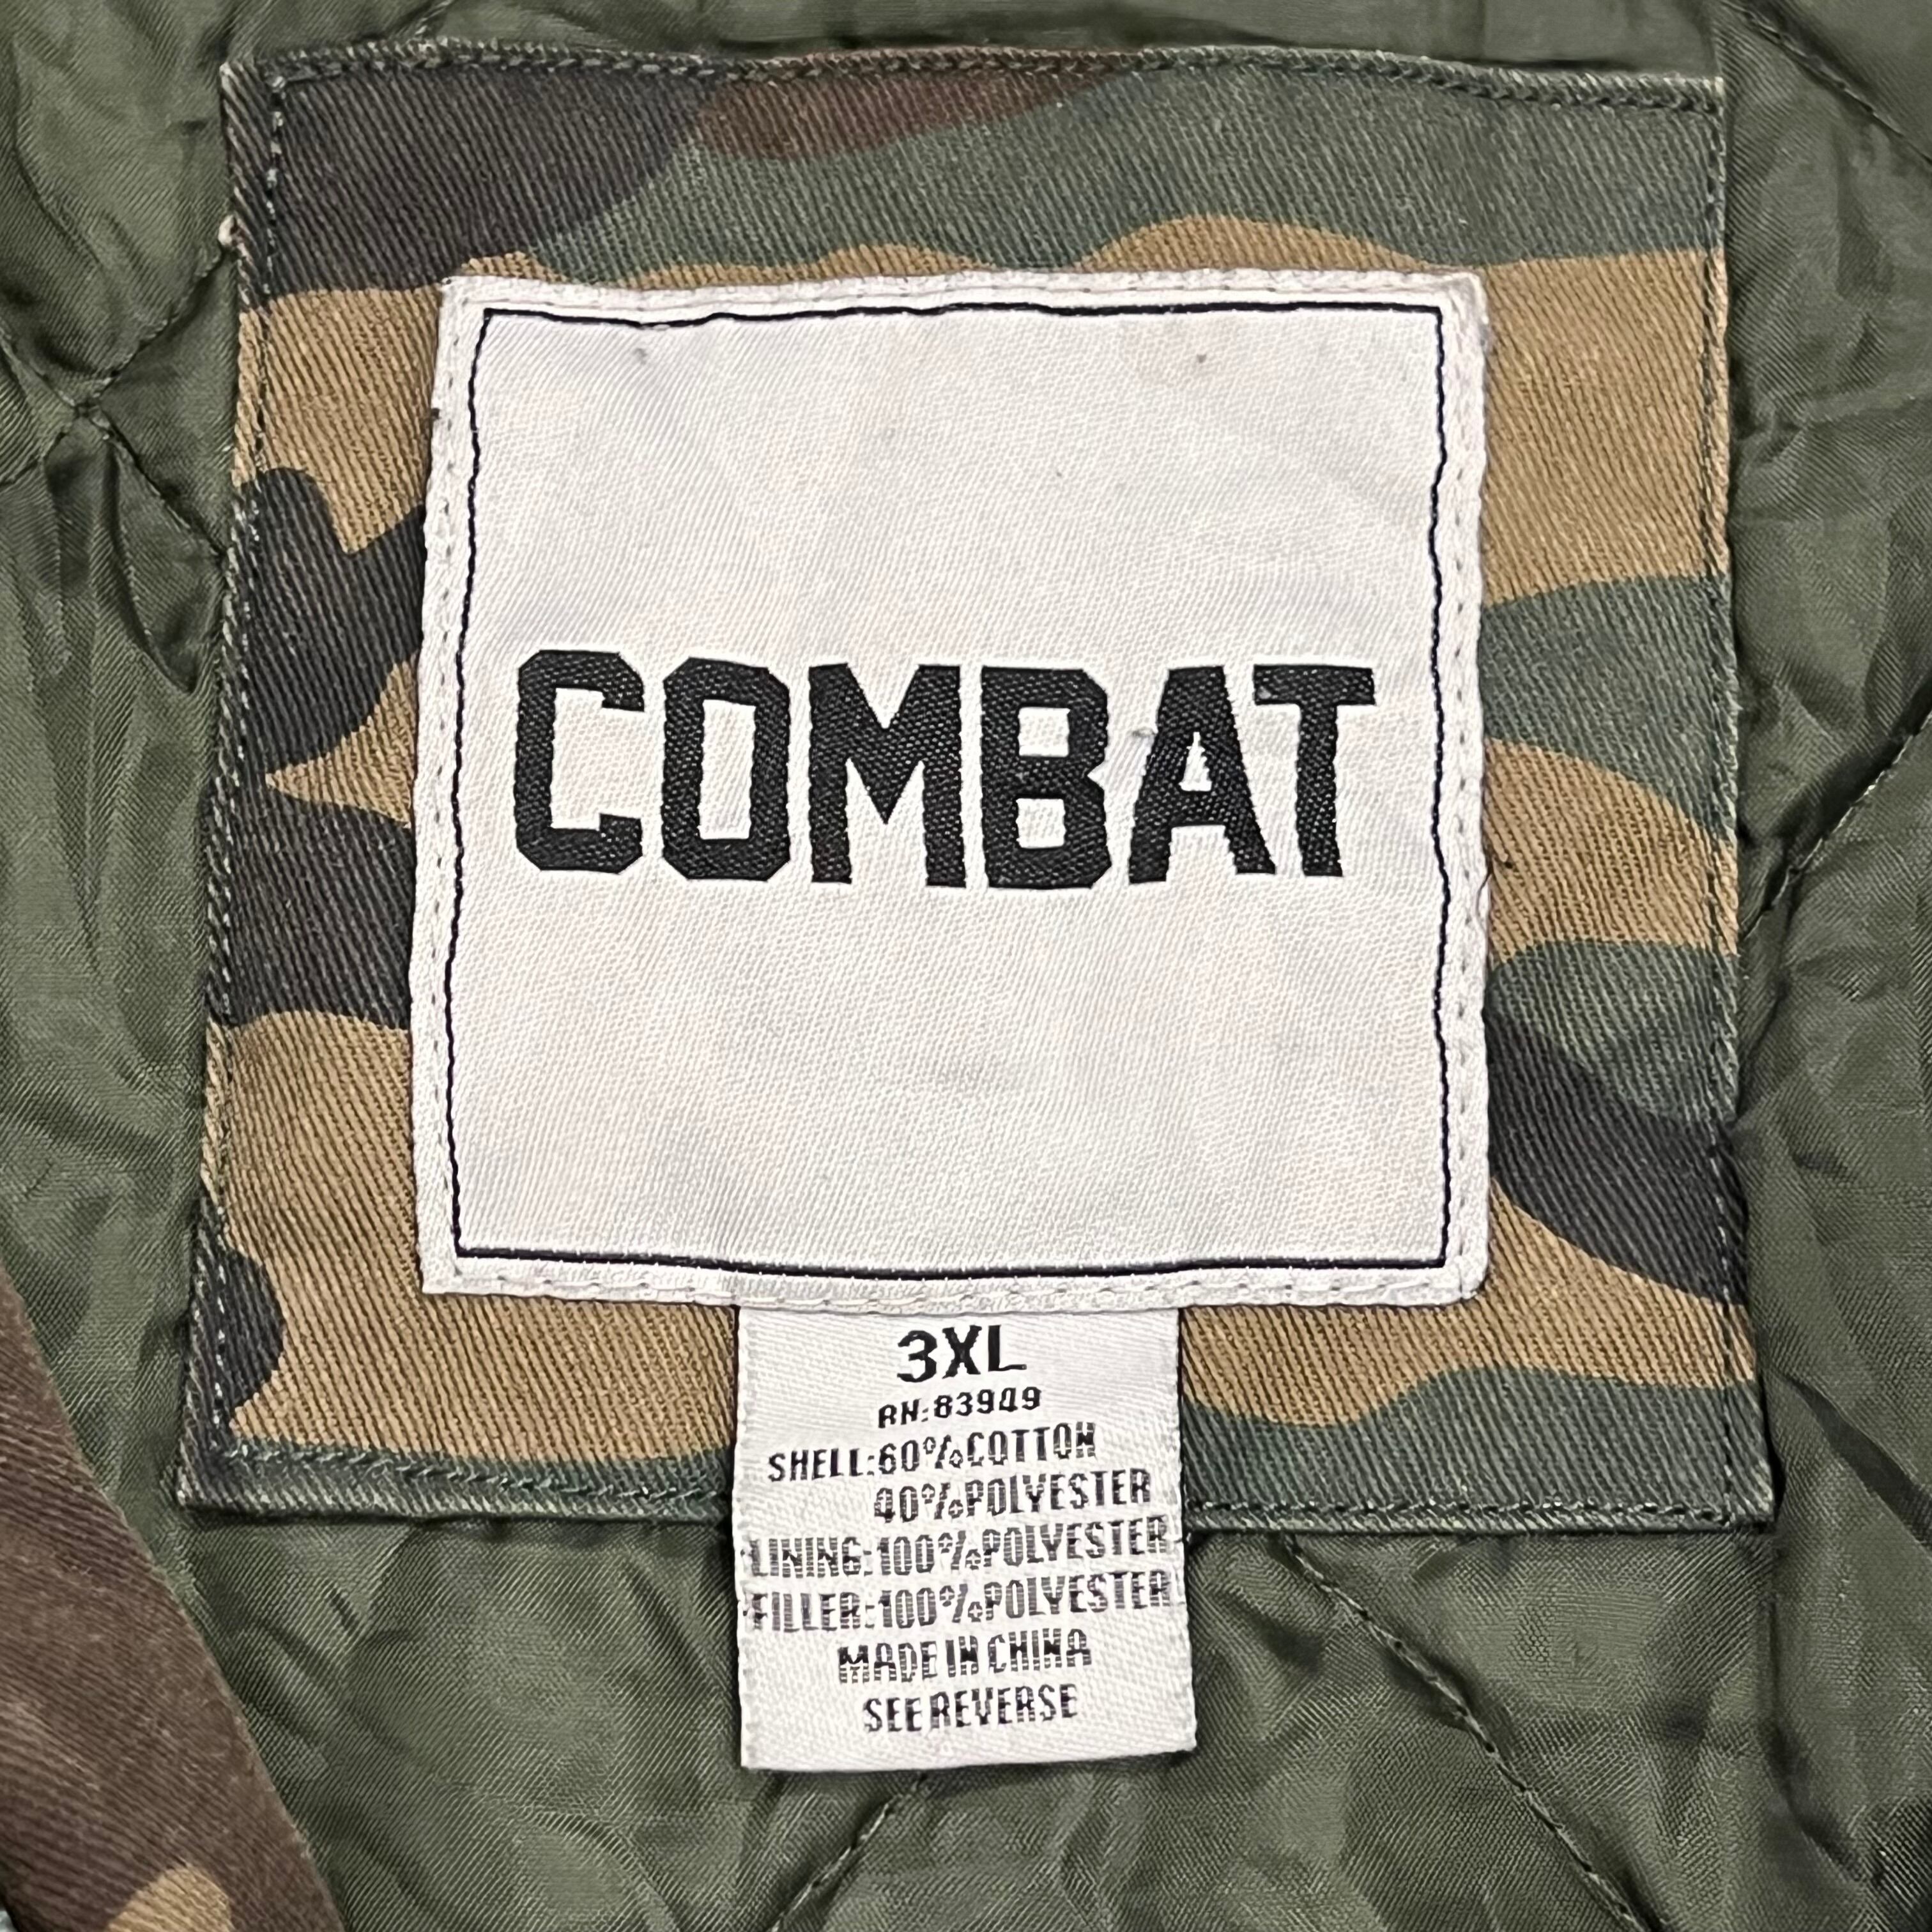 COMBAT
3XL
RN:83949
SHELL:60%COTTON
40%POLYESTER
LINING:100%POLYESTER
FILLER:100%POLYESTER
MADE IN CHINA
SEE REVERSE